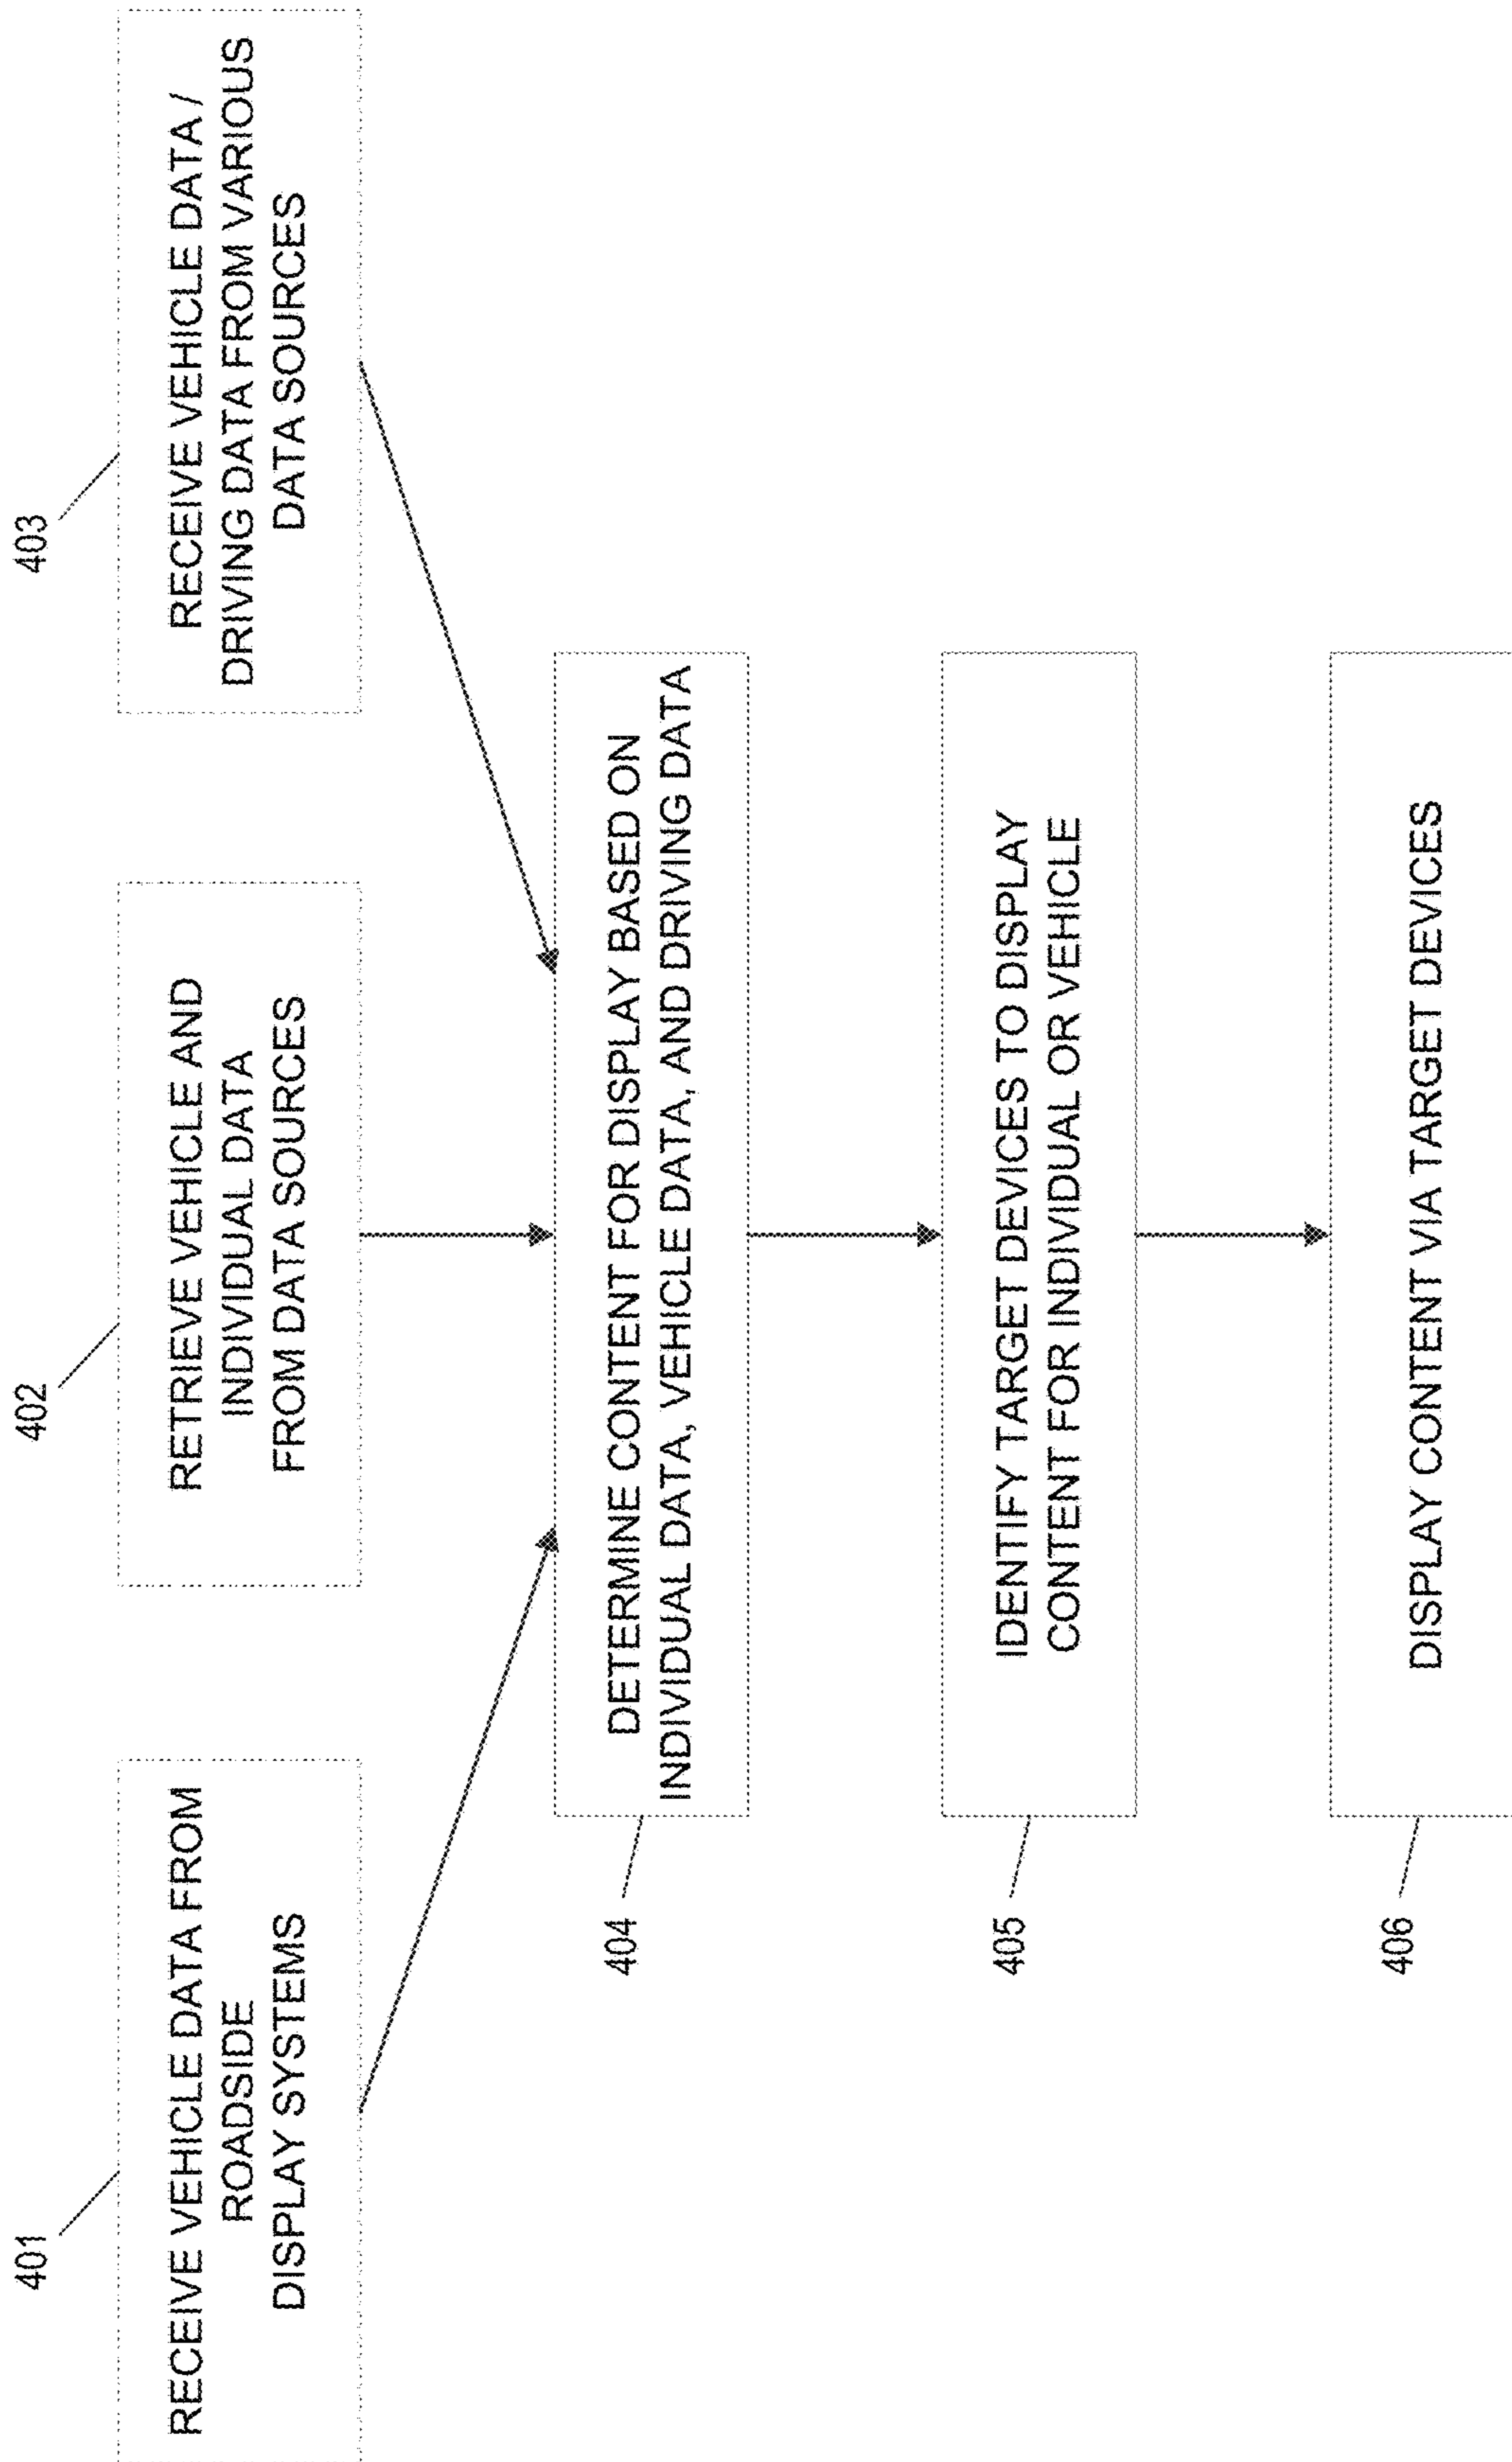 401
RECEIVE VEHICLE DATA FROM
ROADSIDE
DISPLAY SYSTEMS
402
RETRIEVE VEHICLE AND
INDIVIDUAL DATA
FROM DATA SOURCES
403
RECEIVE VEHICLE DATA /
DRIVING DATA FROM VARIOUS
DATA SOURCES
404
DETERMINE CONTENT FOR DISPLAY BASED ON
INDIVIDUAL DATA, VEHICLE DATA, AND DRIVING DATA
405
IDENTIFY TARGET DEVICES TO DISPLAY
CONTENT FOR INDIVIDUAL OR VEHICLE
406
DISPLAY CONTENT VIA TARGET DEVICES